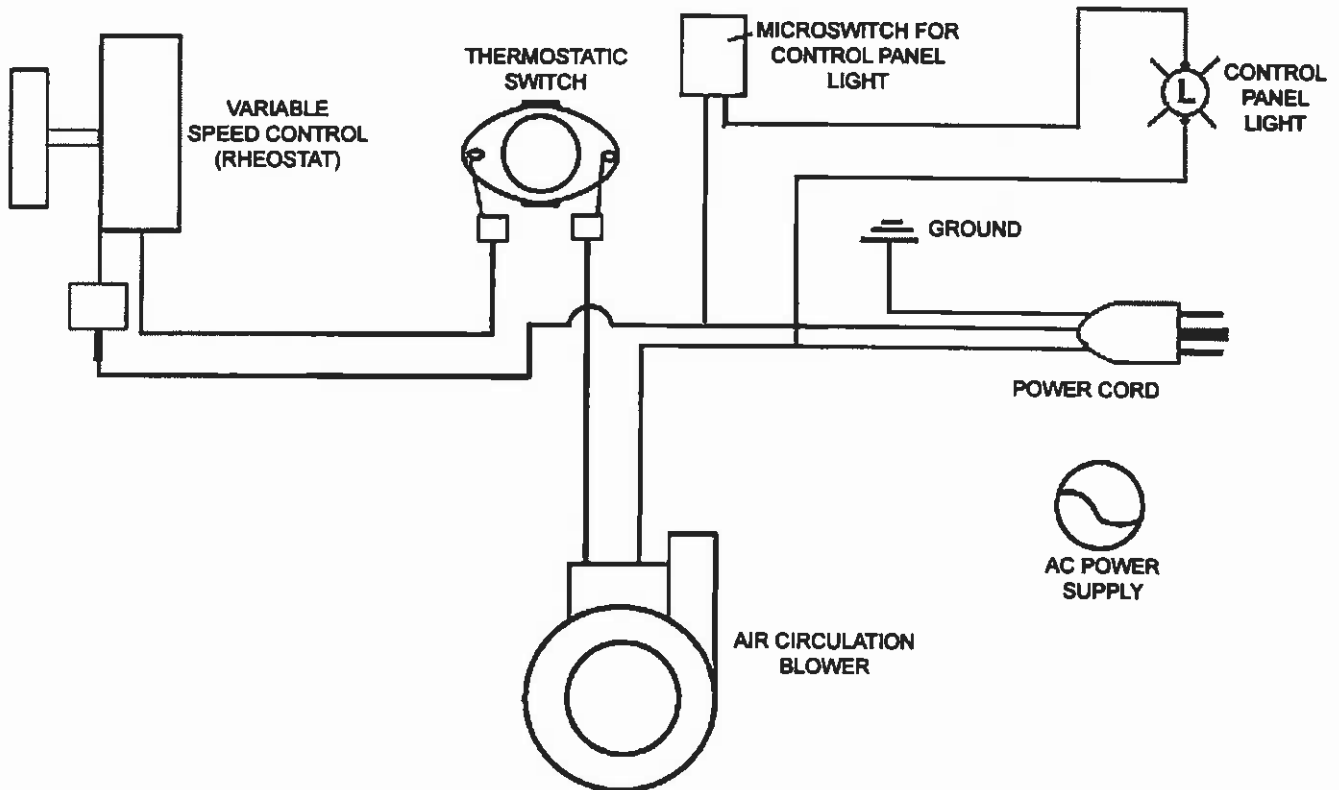 MICROSWITCH FOR
CONTROL PANEL
LIGHT
THERMOSTATIC
SWITCH
CONTROL
PANEL
LIGHT
L
VARIABLE
SPEED CONTROL
(RHEOSTAT)
GROUND
POWER CORD
AC POWER
SUPPLY
AIR CIRCULATION
BLOWER